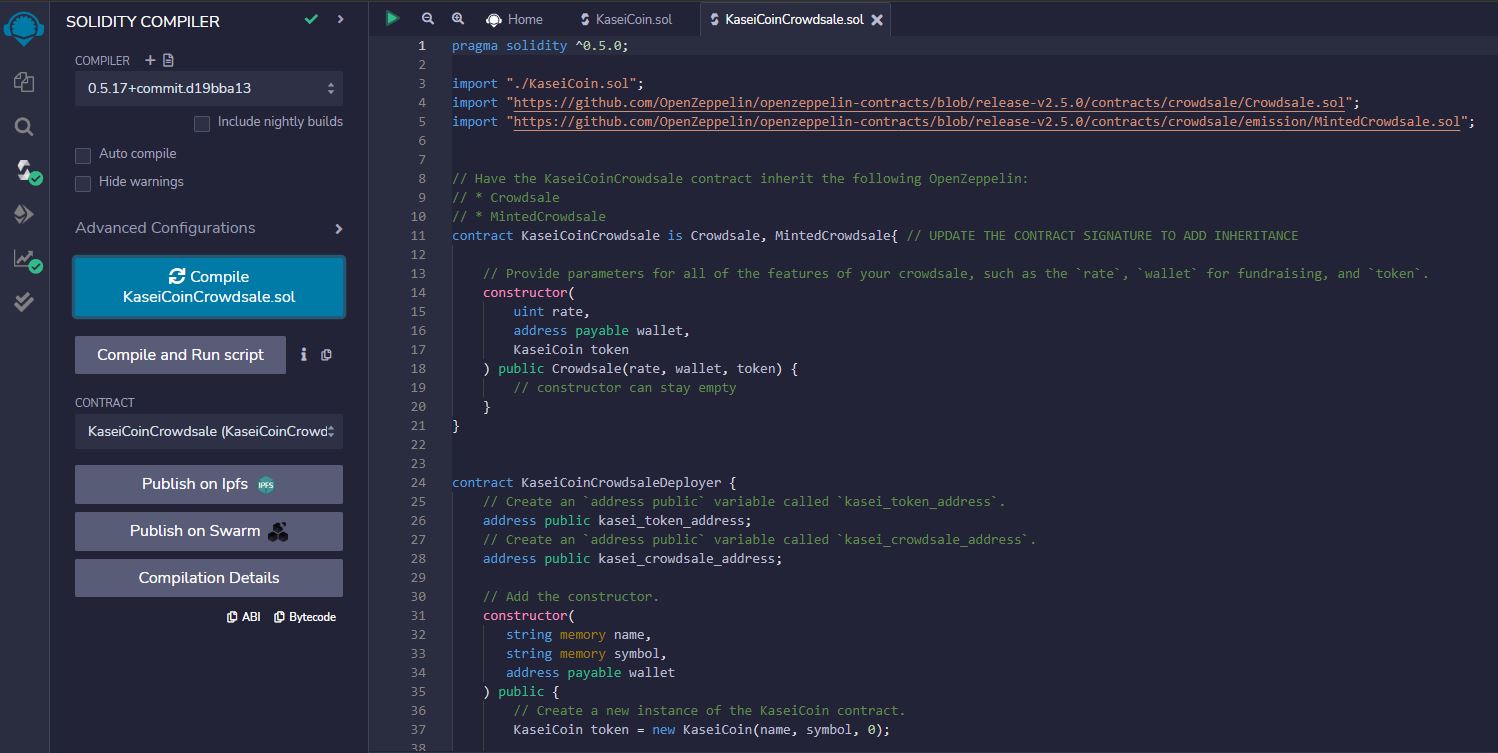 SOLIDITY COMPILER
COMPILER
0.5.17+commit.d19bba13
Include nightly builds
Auto compile
Hide warnings
Advanced Configurations
Compile
KaseiCoinCrowdsale.sol
Compile and Run script
CONTRACT
KaseiCoinCrowdsale (KaseiCoinCrowd
Publish on Ipfs IPFS
Publish on Swarm
Compilation Details
ABI Bytecode
Home KaseiCoin.sol KaseiCoinCrowdsale.sol
1 pragma solidity ^0.5.0;
2
3 import "./KaseiCoin.sol";
4 import "https://github.com/OpenZeppelin/openzeppelin-contracts/blob/release-v2.5.0/contracts/crowdsale/Crowdsale.sol";
5 import "https://github.com/OpenZeppelin/openzeppelin-contracts/blob/release-v2.5.0/contracts/crowdsale/emission/MintedCrowdsale.sol";
6
7
8 // Have the KaseiCoinCrowdsale contract inherit the following OpenZeppelin:
9 // * Crowdsale
10 // * MintedCrowdsale
11 contract KaseiCoinCrowdsale is Crowdsale, MintedCrowdsale{ // UPDATE THE CONTRACT SIGNATURE TO ADD INHERITANCE
12
13 // Provide parameters for all of the features of your crowdsale, such as the `rate`, `wallet` for fundraising, and `token`.
14 constructor(
15 uint rate,
16 address payable wallet,
17 KaseiCoin token
18 ) public Crowdsale(rate, wallet, token) {
19 // constructor can stay empty
20 }
21 }
22
23
24 contract KaseiCoinCrowdsaleDeployer {
25 // Create an `address public` variable called `kasei_token_address`.
26 address public kasei_token_address;
27 // Create an `address public` variable called `kasei_crowdsale_address`.
28 address public kasei_crowdsale_address;
29
30 // Add the constructor.
31 constructor(
32 string memory name,
33 string memory symbol,
34 address payable wallet
35 ) public {
36 // Create a new instance of the KaseiCoin contract.
37 KaseiCoin token = new KaseiCoin(name, symbol, 0);
38